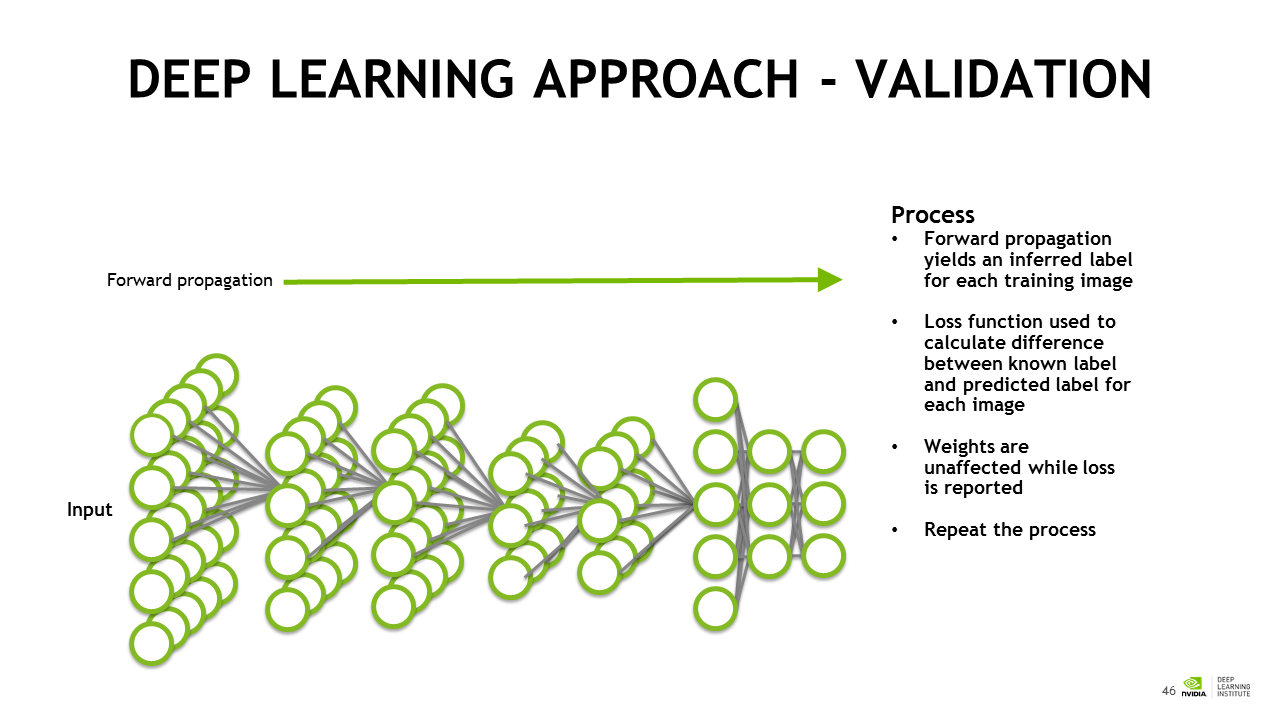 DEEP LEARNING APPROACH - VALIDATION
Process
• Forward propagation
yields an inferred label
for each training image
• Loss function used to
calculate difference
between known label
and predicted label for
each image
• Weights are
unaffected while loss
is reported
• Repeat the process
Forward propagation
Input
46
NVIDIA
DEEP
LEARNING
INSTITUTE